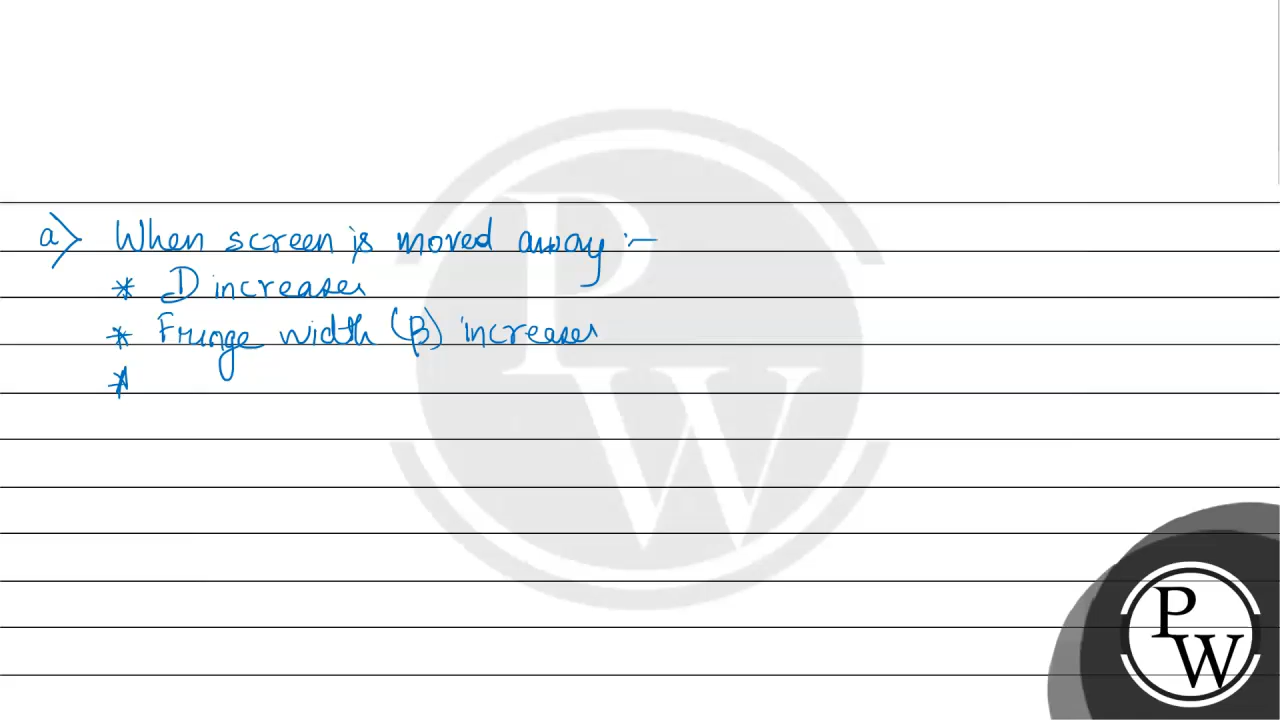 a) When screen is moved away :-
* D increases
* Fringe width (β) increases
*
P
W
P
W